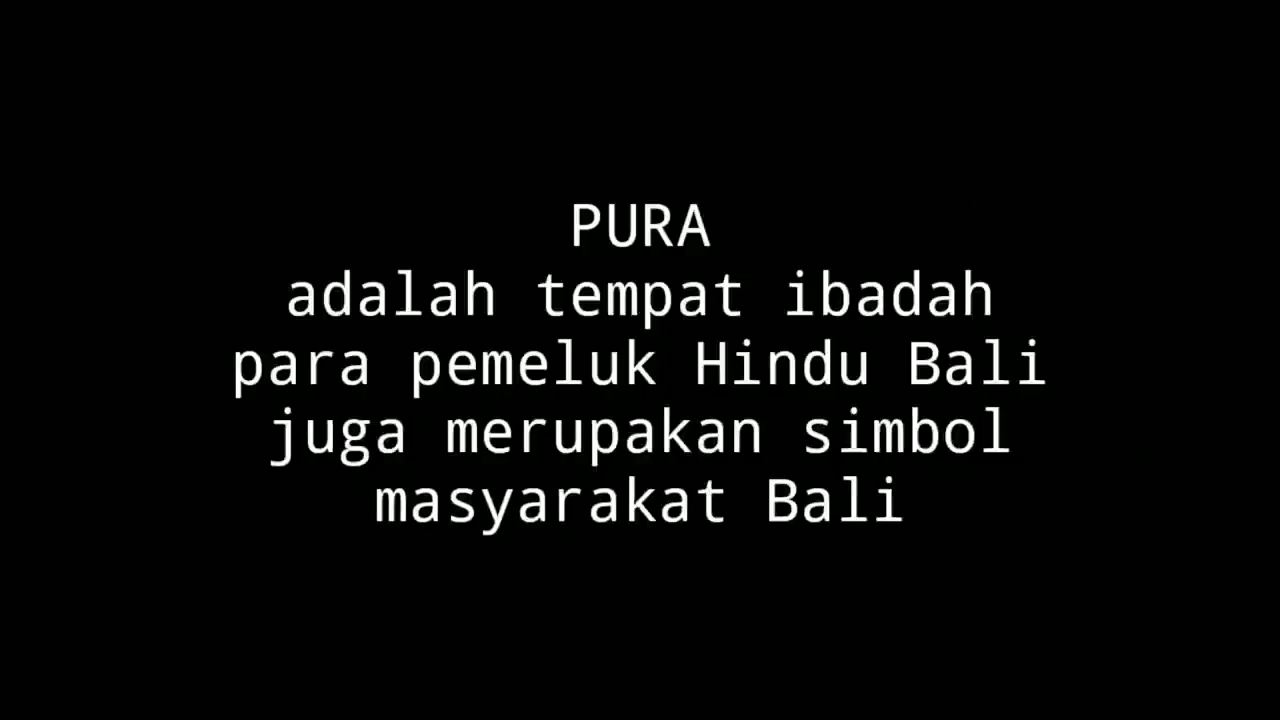 PURA
adalah tempat ibadah
para pemeluk Hindu Bali
juga merupakan simbol
masyarakat Bali